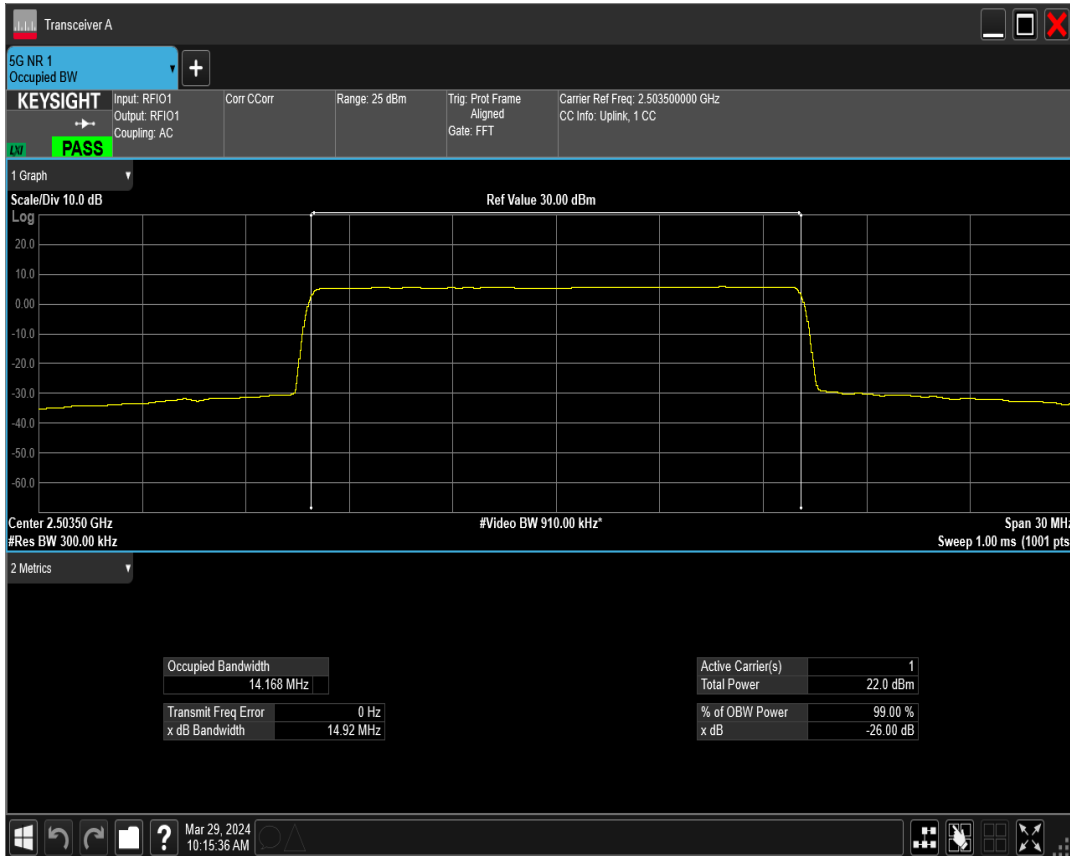 Transceiver A
5G NR 1
Occupied BW
+
KEYSIGHT
Input: RFIO1
Output: RFIO1
Coupling: AC
Corr CCorr
Range: 25 dBm
Trig: Prot Frame
Aligned
Gate: FFT
Carrier Ref Freq: 2.503500000 GHz
CC Info: Uplink, 1 CC
LXI
PASS
1 Graph
Scale/Div 10.0 dB
Ref Value 30.00 dBm
Log
20.0
10.0
0.00
-10.0
-20.0
-30.0
-40.0
-50.0
-60.0
Center 2.50350 GHz
#Video BW 910.00 kHz*
Span 30 MHz
#Res BW 300.00 kHz
Sweep 1.00 ms (1001 pts
2 Metrics
Occupied Bandwidth
14.168 MHz
Transmit Freq Error 0 Hz
x dB Bandwidth 14.92 MHz
Active Carrier(s) 1
Total Power 22.0 dBm
% of OBW Power 99.00 %
x dB -26.00 dB
?
Mar 29, 2024
10:15:36 AM